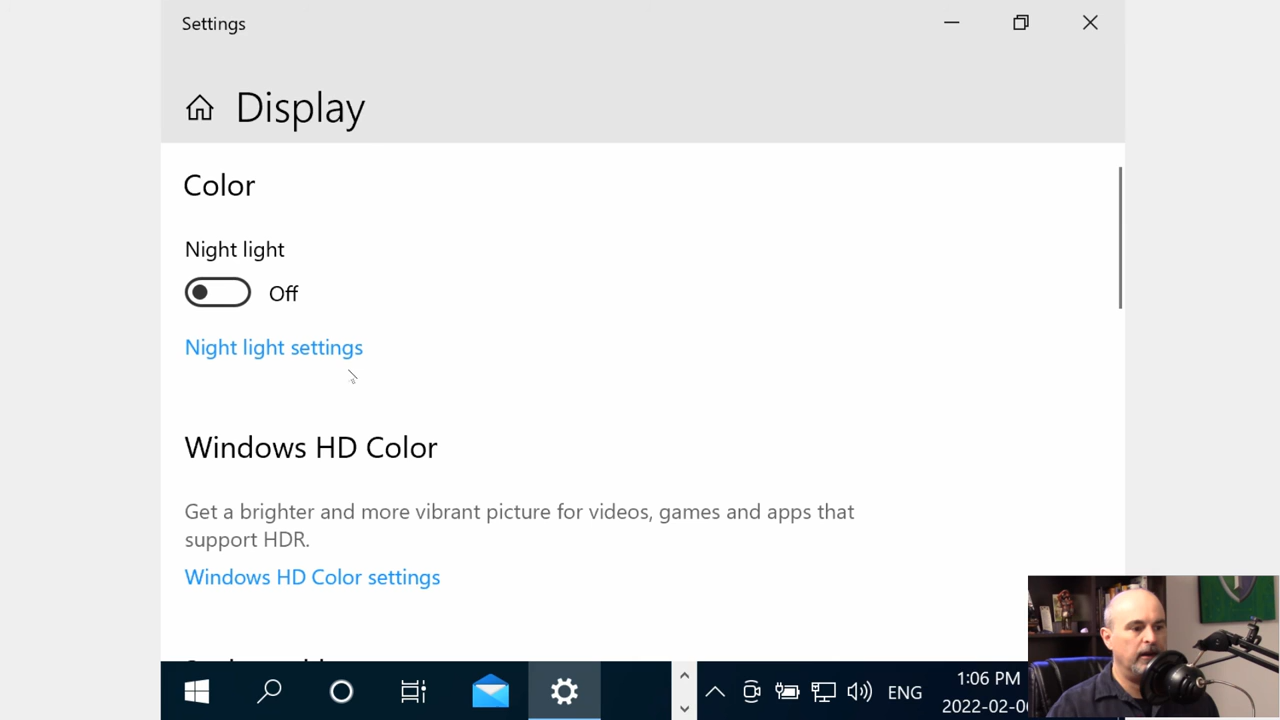 Settings
Display
Color
Night light
Off
Night light settings
Windows HD Color
Get a brighter and more vibrant picture for videos, games and apps that
support HDR.
Windows HD Color settings
ENG
1:06 PM